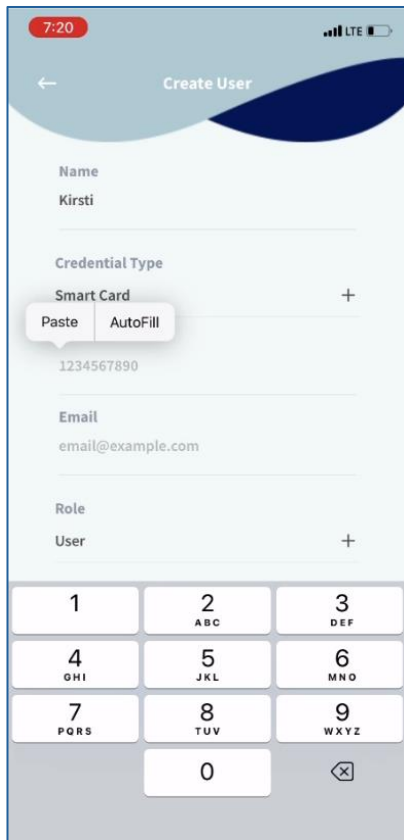 7:20 LTE
Create User
Name
Kirsti
Credential Type
Smart Card +
Paste AutoFill
1234567890
Email
email@example.com
Role
User +
1 2 3
ABC DEF
4 5 6
GHI JKL MNO
7 8 9
PQRS TUV WXYZ
0